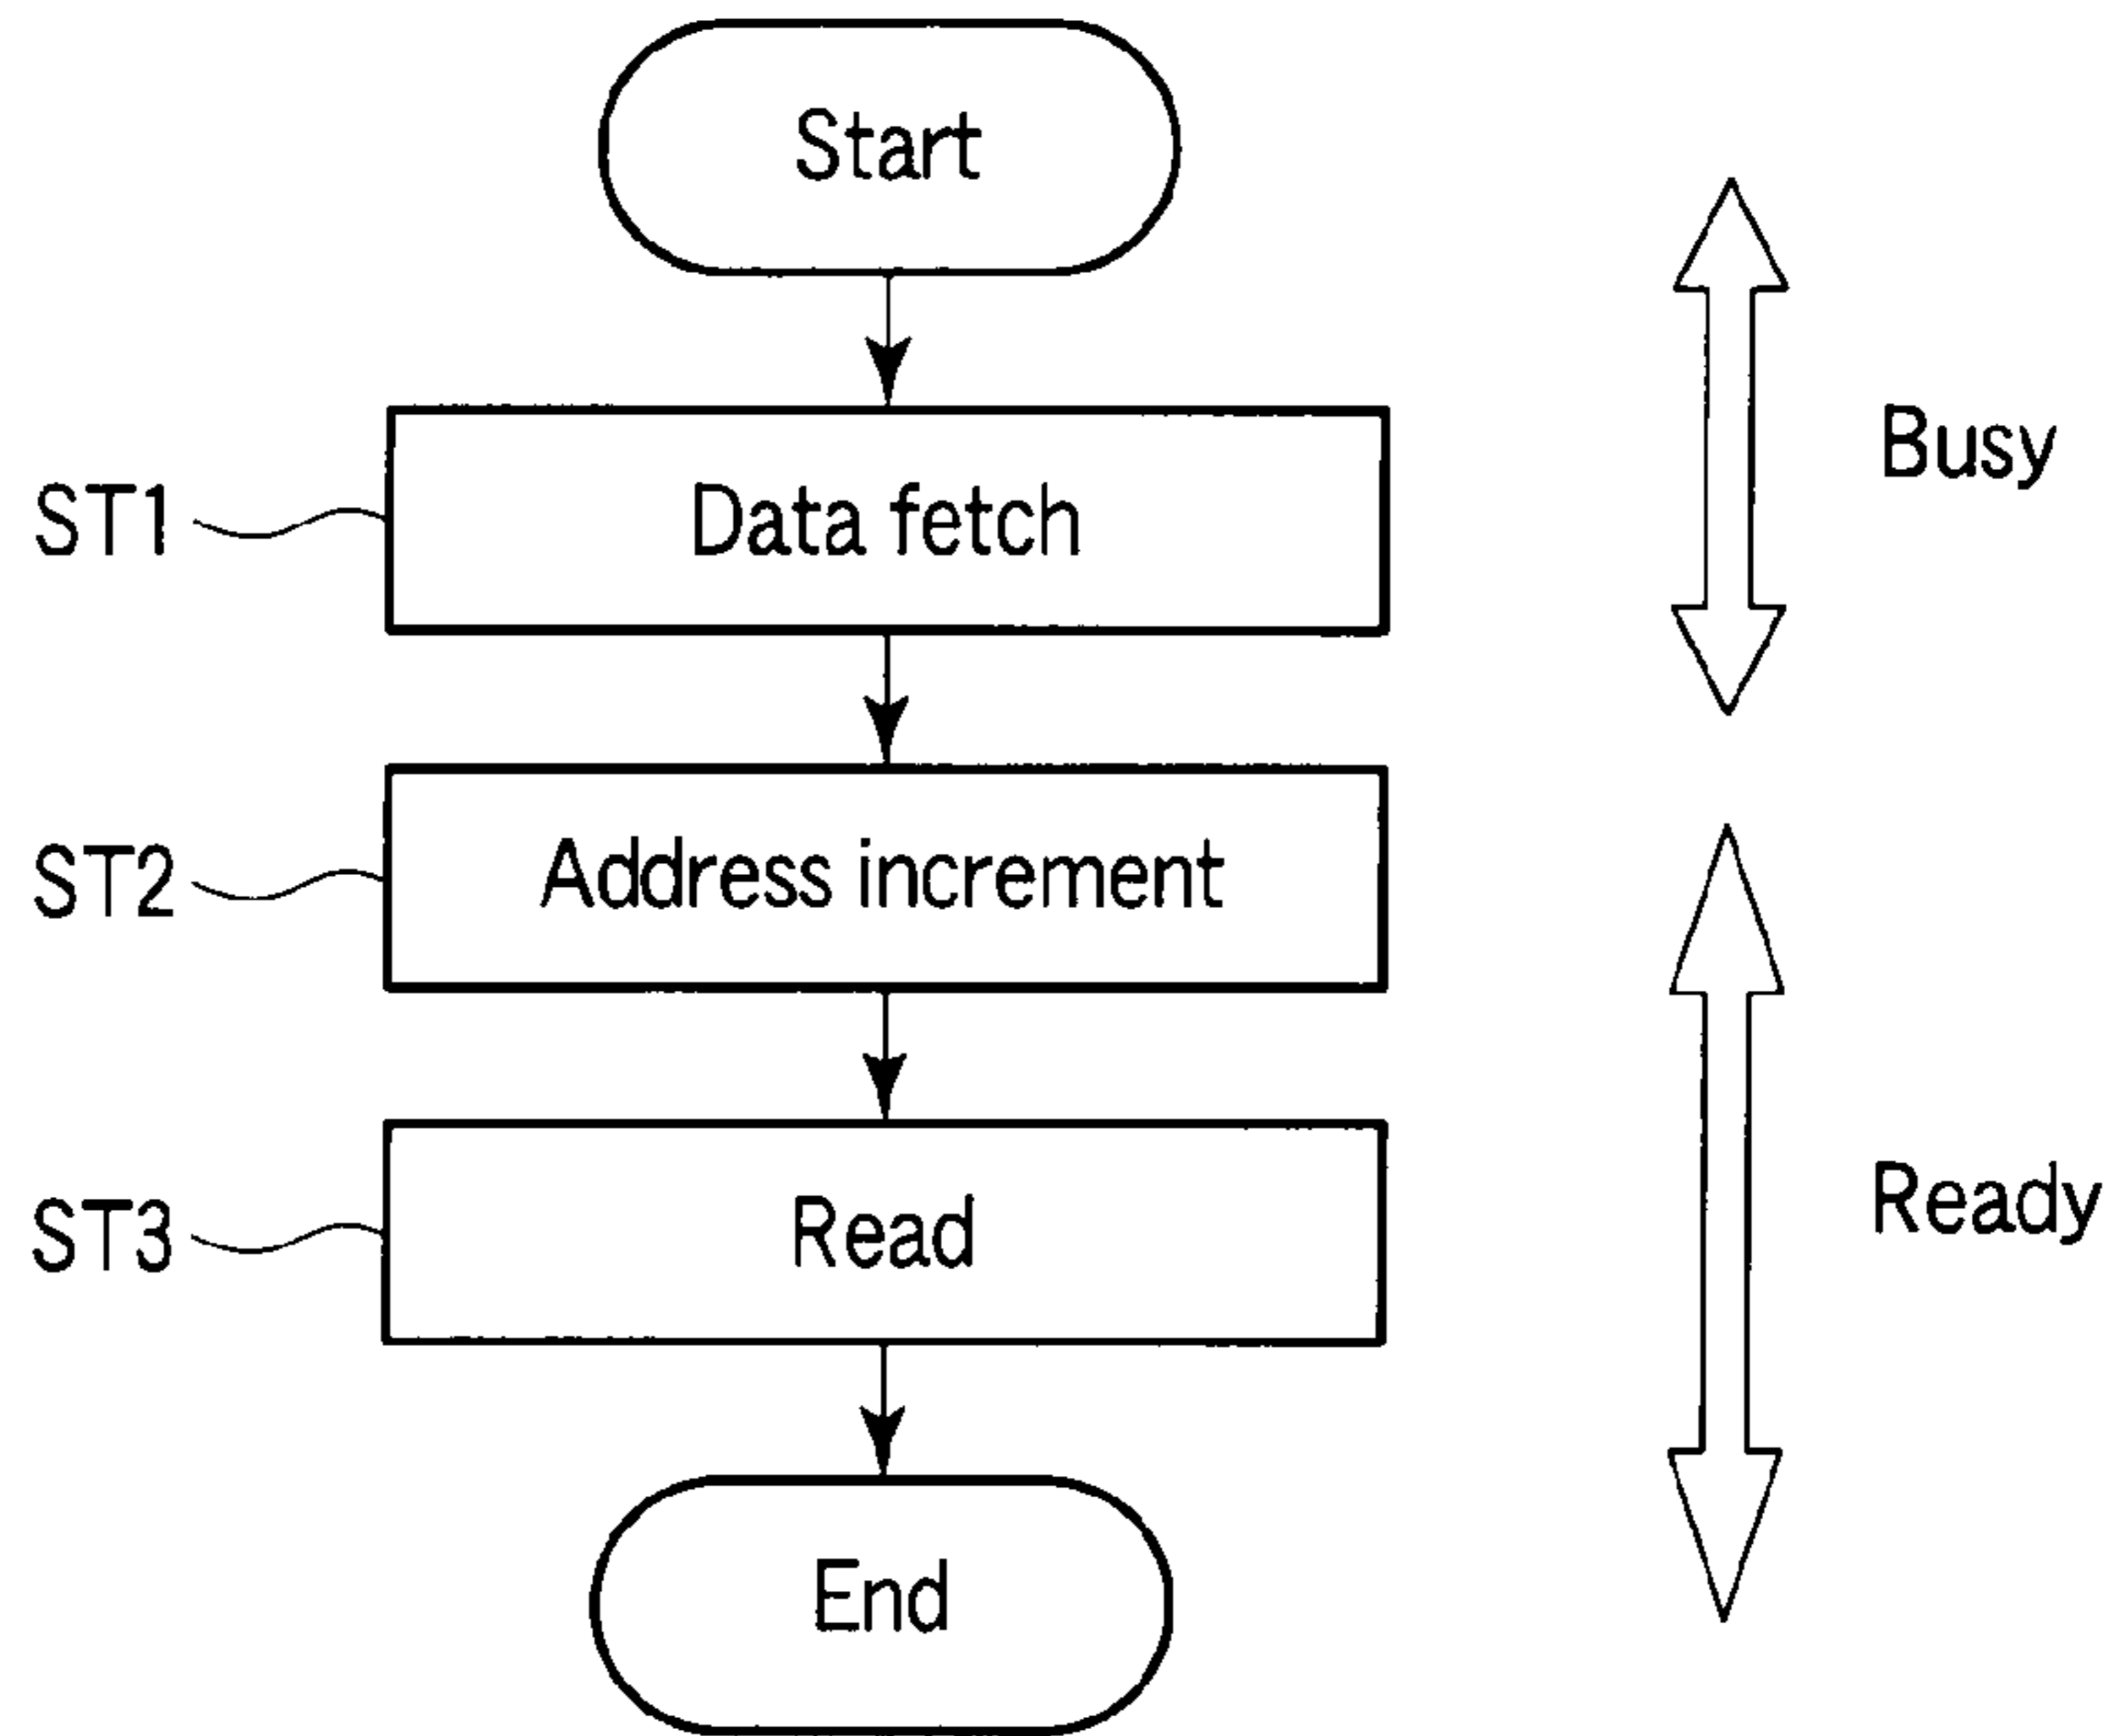 Start
Busy
ST1
Data fetch
ST2
Address increment
Ready
ST3
Read
End